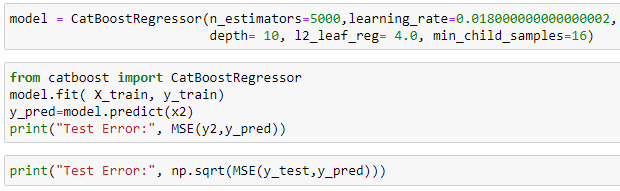 model = CatBoostRegressor(n_estimators=5000,learning_rate=0.018000000000000002,
depth= 10, l2_leaf_reg= 4.0, min_child_samples=16)
from catboost import CatBoostRegressor
model.fit( X_train, y_train)
y_pred=model.predict(x2)
print("Test Error:", MSE(y2,y_pred))
print("Test Error:", np.sqrt(MSE(y_test,y_pred)))